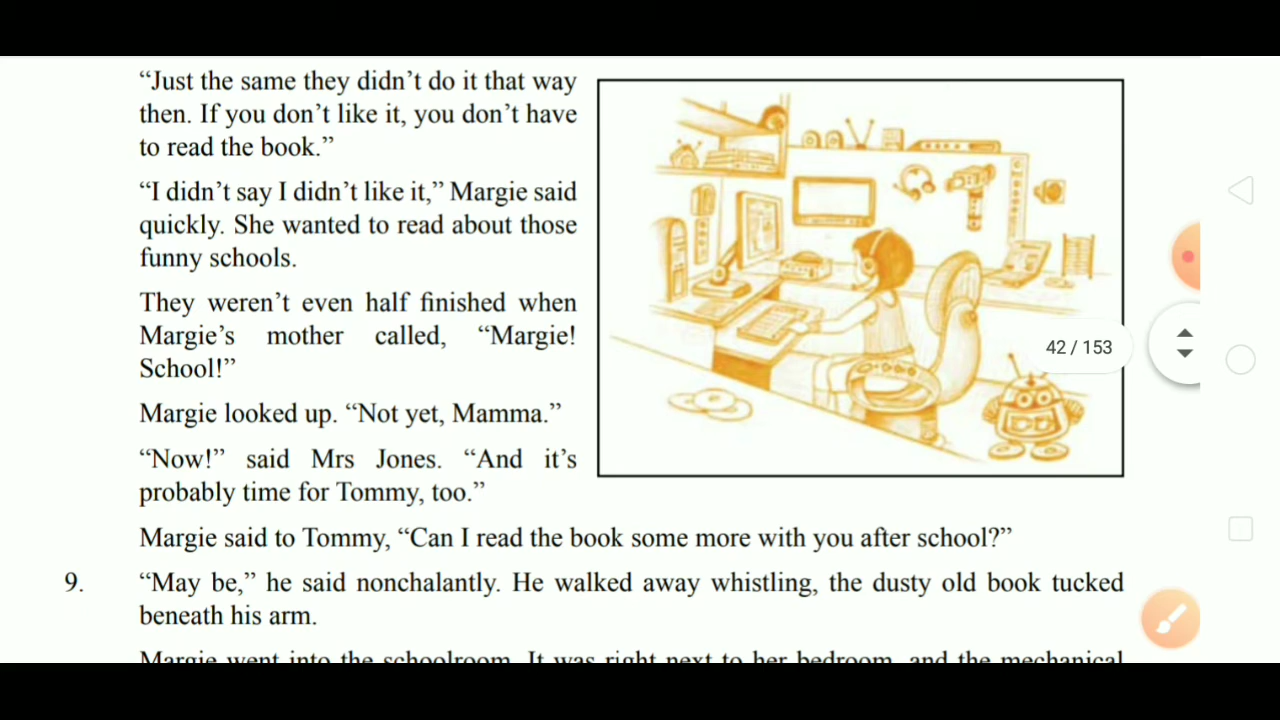 “Just the same they didn’t do it that way
then. If you don’t like it, you don’t have
to read the book.”
“I didn’t say I didn’t like it,” Margie said
quickly. She wanted to read about those
funny schools.
They weren’t even half finished when
Margie’s mother called, “Margie!
School!”
Margie looked up. “Not yet, Mamma.”
“Now!” said Mrs Jones. “And it’s
probably time for Tommy, too.”
42 / 153
Margie said to Tommy, “Can I read the book some more with you after school?”
9. “May be,” he said nonchalantly. He walked away whistling, the dusty old book tucked
beneath his arm.
Margie went into the schoolroom. It was right next to her bedroom, and the mechanical